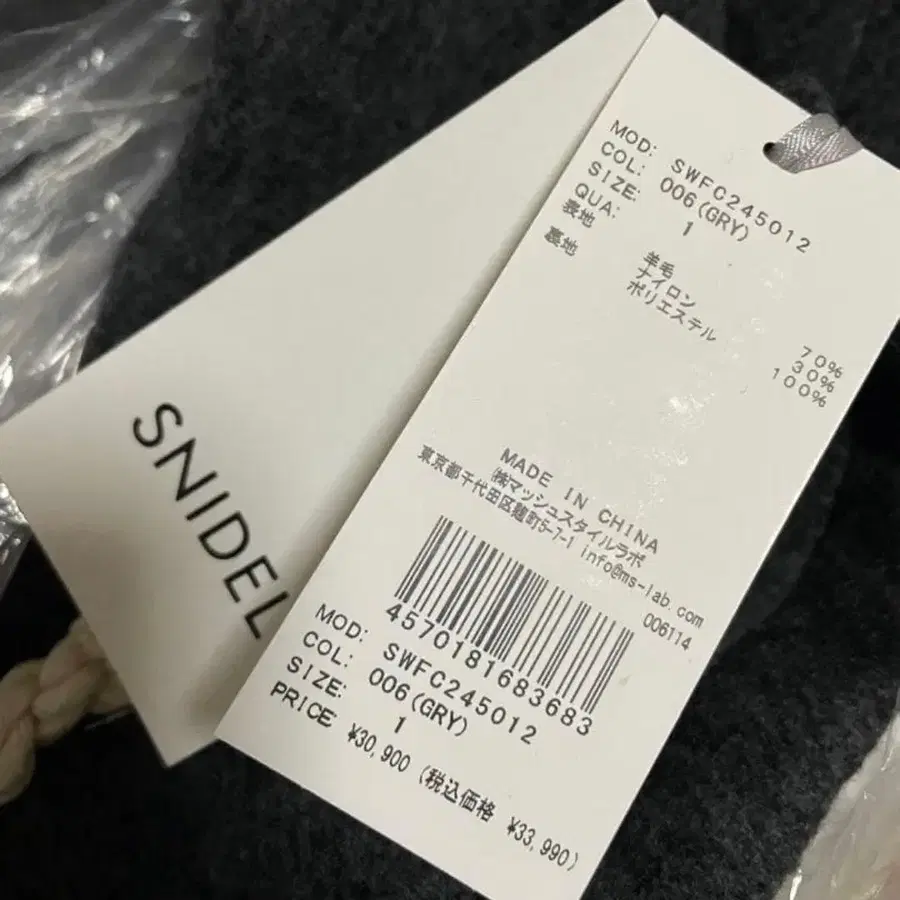 SNIDEL
MOD: SWFC245012
COL: 006(GRY)
SIZE: 1
QUA:
表地 羊毛 70%
ナイロン 30%
裏地 ポリエステル 100%
MADE IN CHINA
㈱マッシュスタイルラボ
東京都千代田区麹町5-7-1 info@ms-lab.com
006114
4570181683683
MOD: SWFC245012
COL: 006(GRY)
SIZE: 1
PRICE ¥30,900 (税込価格 ¥33,990)